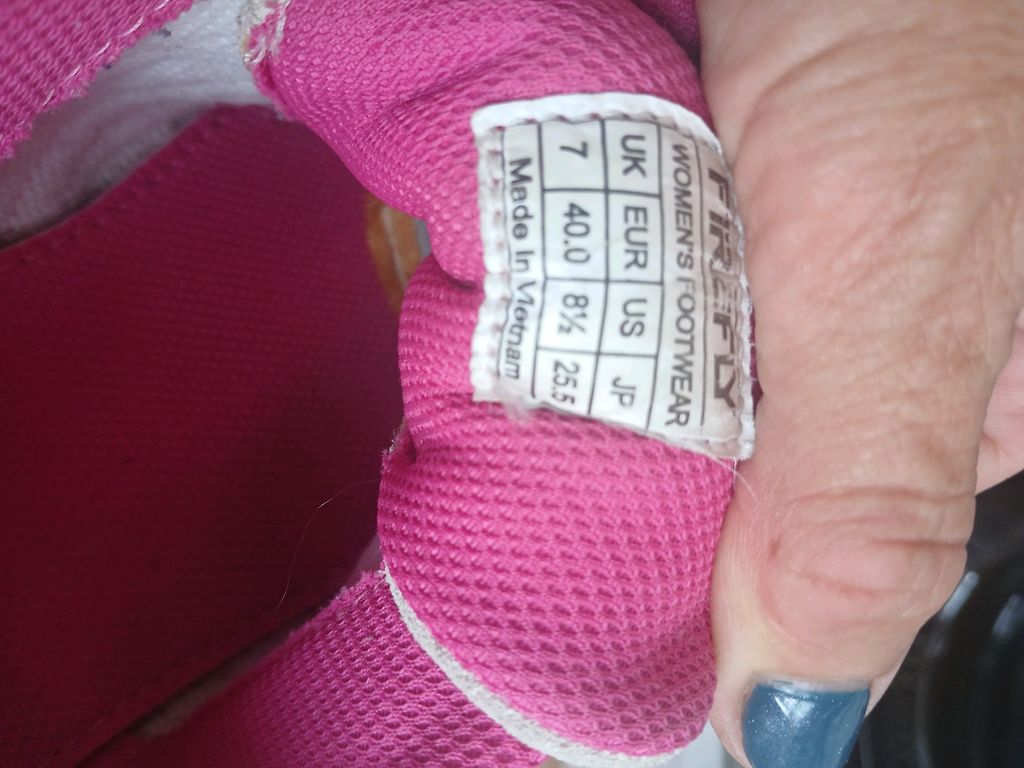 FIREFLY
WOMEN'S FOOTWEAR
UK EUR US JP
7 40.0 8½ 25.5
Made In Vietnam